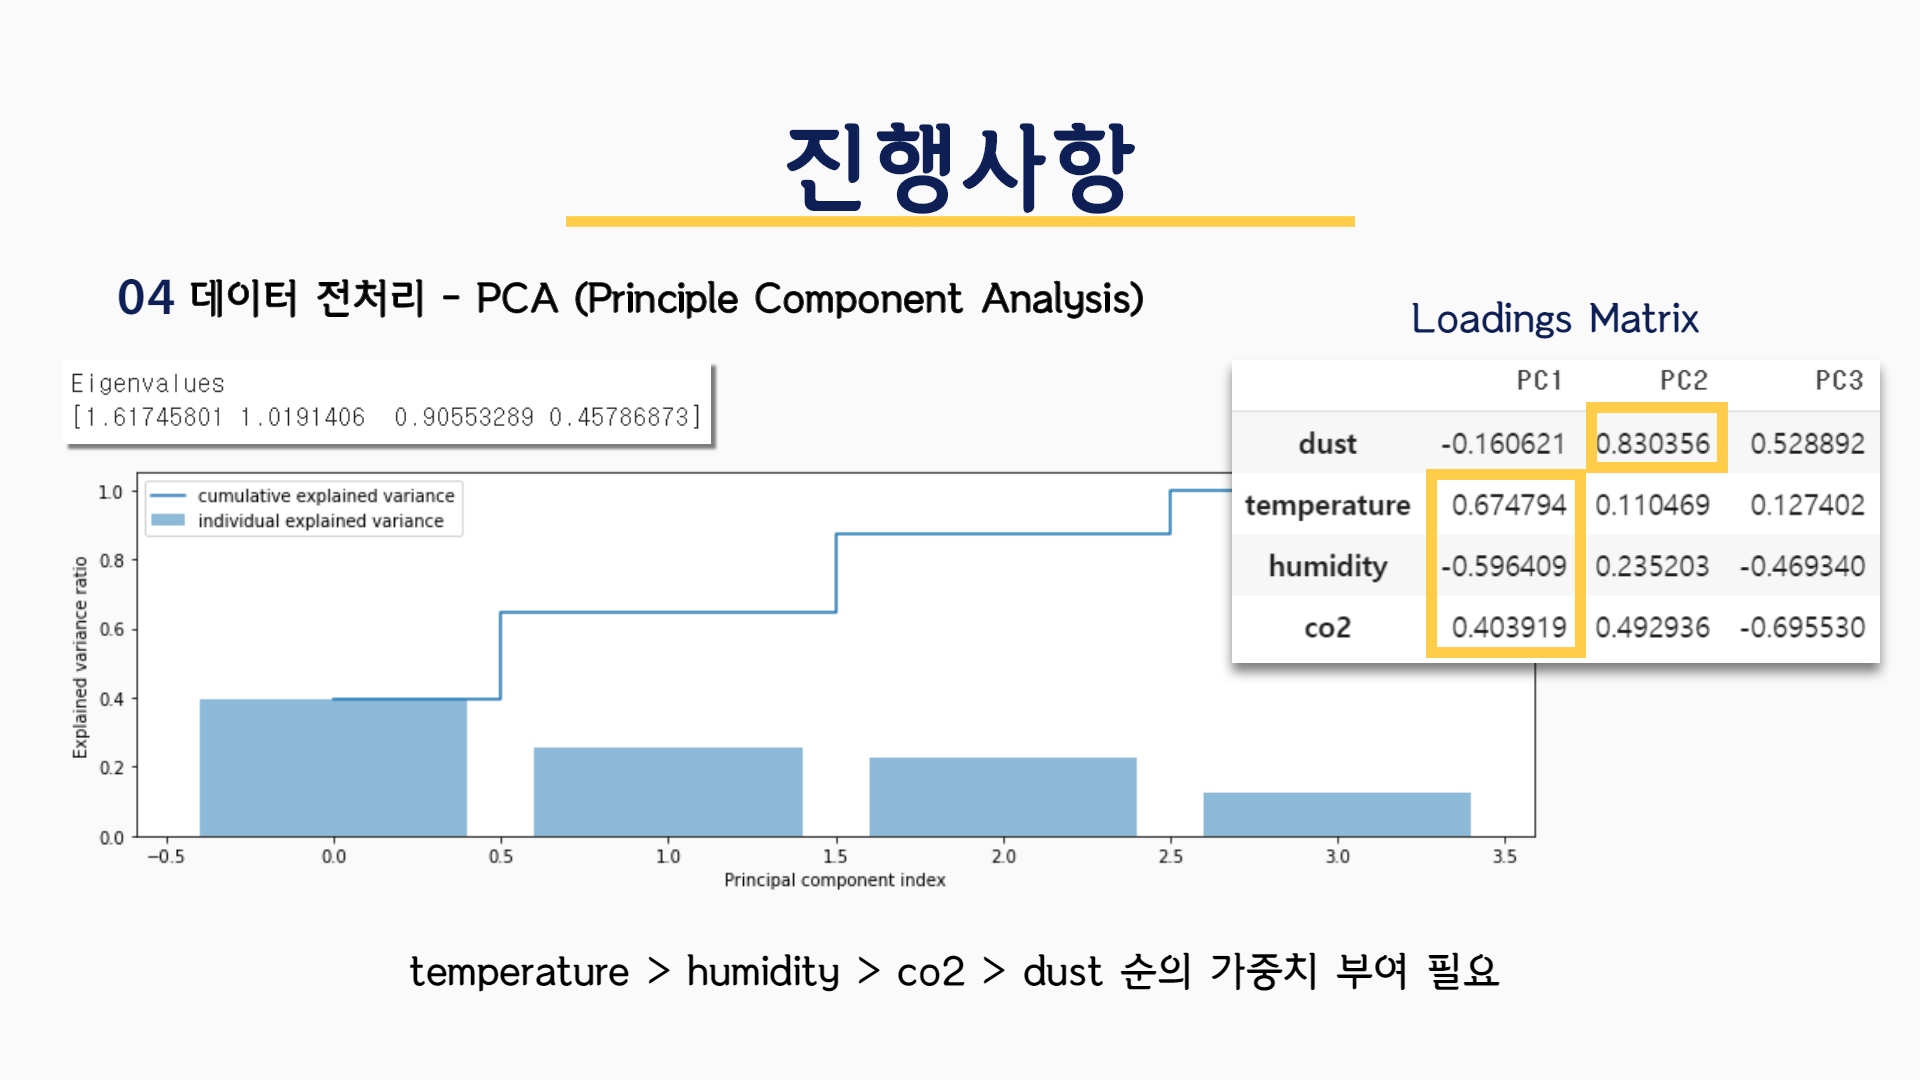 진행사항
04 데이터 전처리 - PCA (Principle Component Analysis)
Eigenvalues
[1.61745801 1.0191406  0.90553289 0.45786873]
Loadings Matrix
PC1 PC2 PC3
dust -0.160621 0.830356 0.528892
temperature 0.674794 0.110469 0.127402
humidity -0.596409 0.235203 -0.469340
co2 0.403919 0.492936 -0.695530
cumulative explained variance
individual explained variance
Explained variance ratio
1.0
0.8
0.6
0.4
0.2
0.0
−0.5 0.0 0.5 1.0 1.5 2.0 2.5 3.0 3.5
Principal component index
temperature > humidity > co2 > dust 순의 가중치 부여 필요